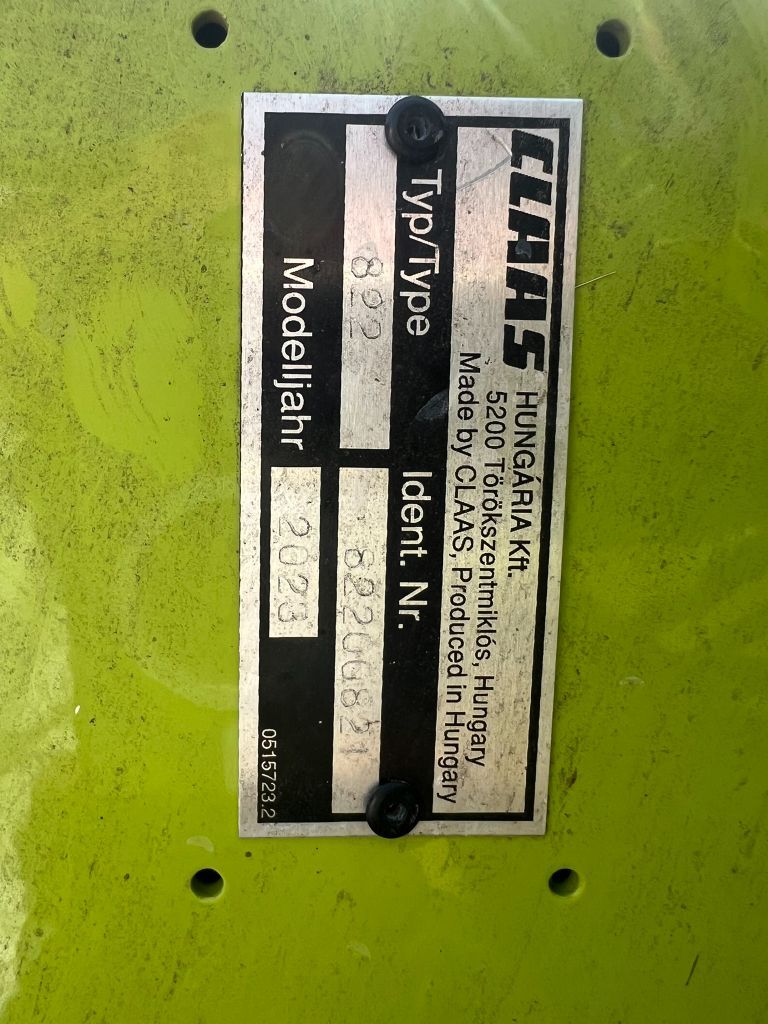 CLAAS HUNGÁRIA Kft.
5200 Törökszentmiklós, Hungary
Made by CLAAS, Produced in Hungary
Typ/Type Ident. Nr.
822 82200821
Modelljahr 2023
0515723.2